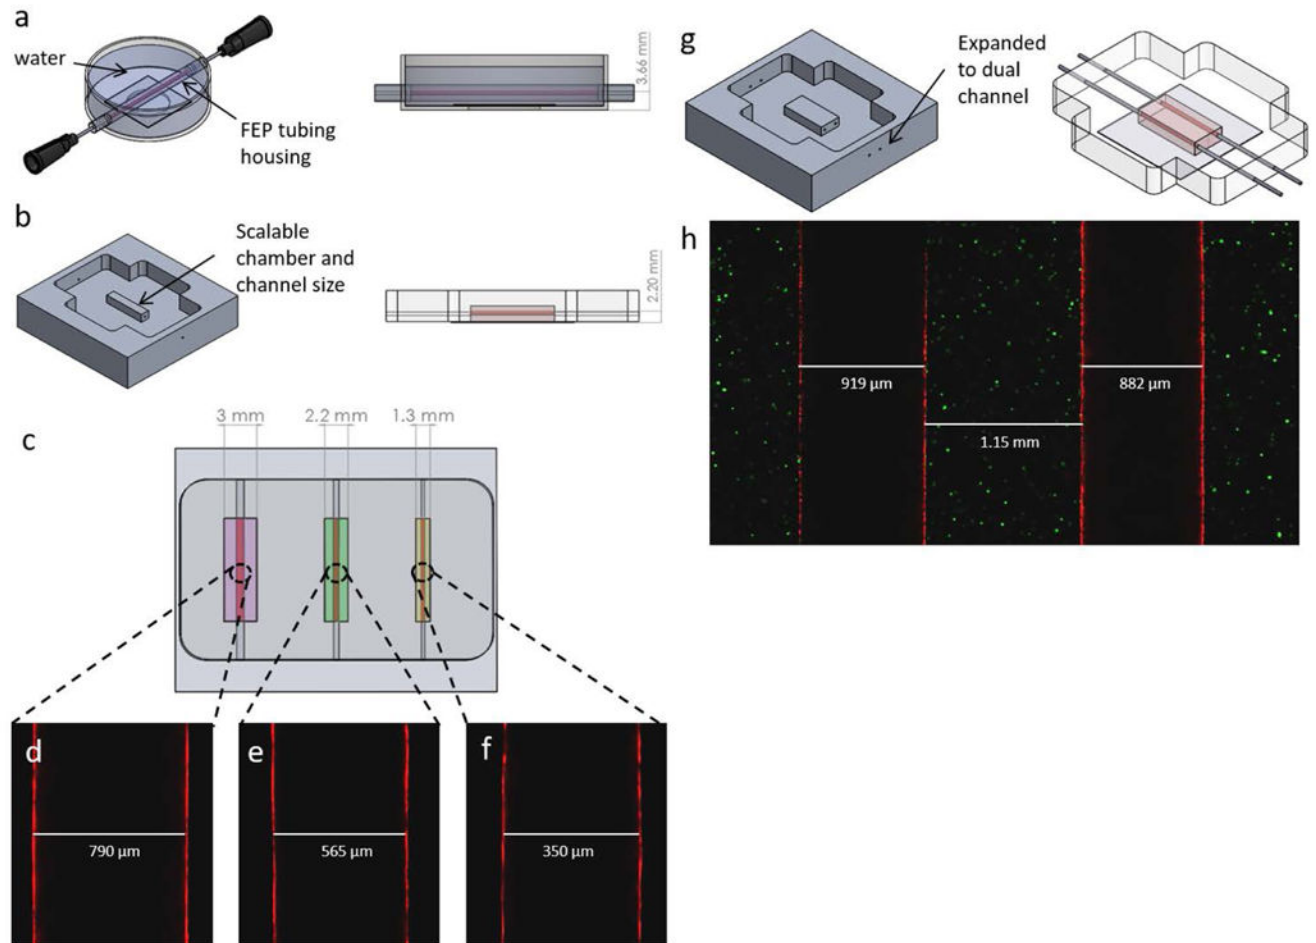 a
water
FEP tubing
housing
3.66 mm
b
Scalable
chamber and
channel size
2.20 mm
c
3 mm
2.2 mm
1.3 mm
d
790 µm
e
565 µm
f
350 µm
g
Expanded
to dual
channel
h
919 µm
882 µm
1.15 mm